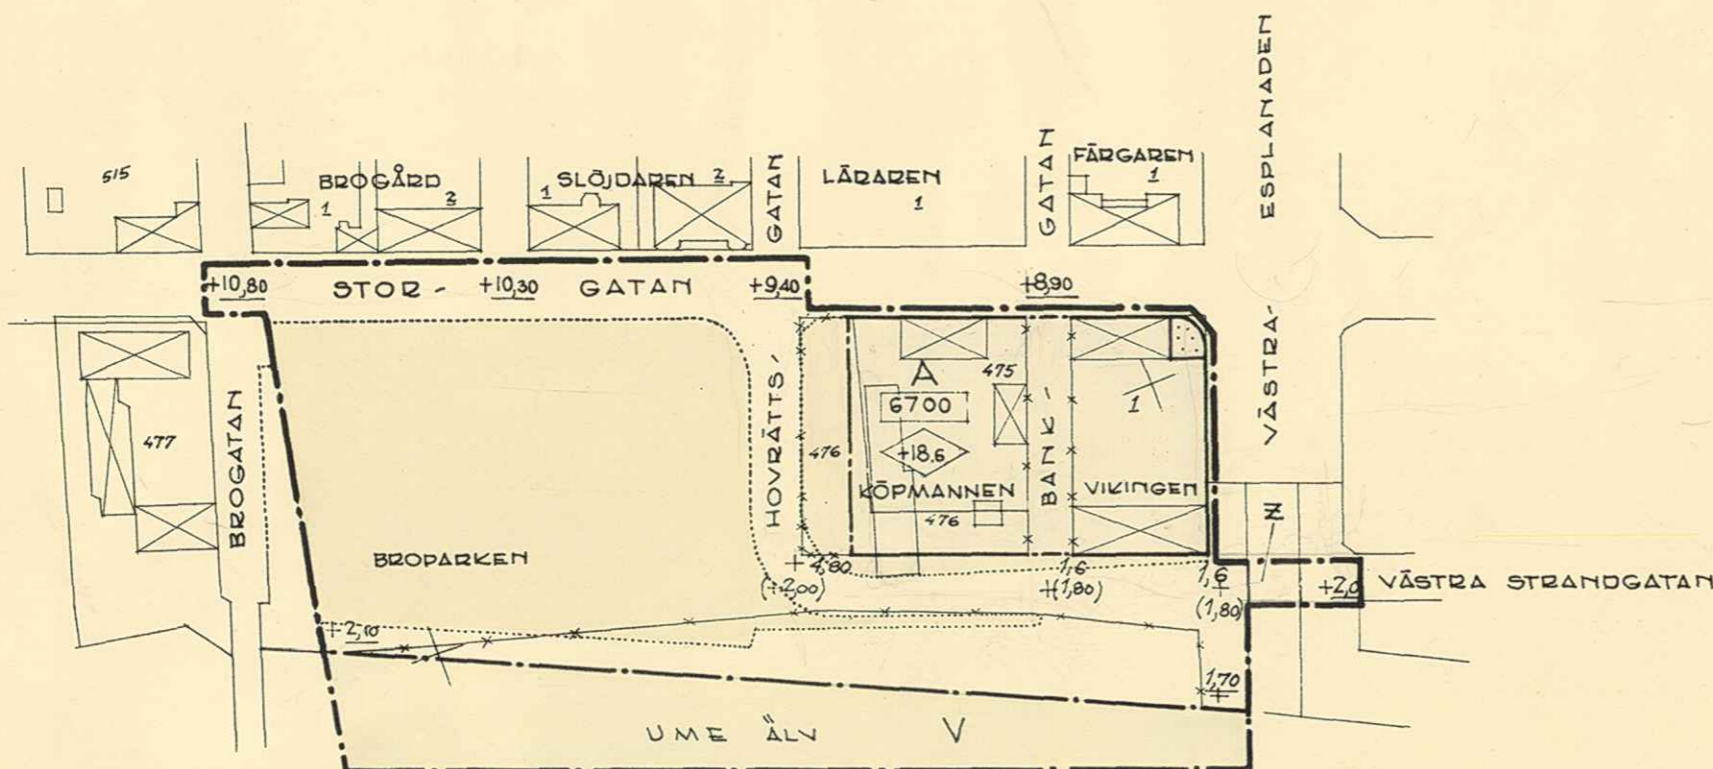 ESPLANADEN
VÄSTRA-
515
BROGÅRD
1
2
SLÖJDAREN
1
2
GATAN
LÄRAREN
1
GATAN
FÄRGAREN
1
+10,80
STOR-
+10,30
GATAN
+9,40
+8,90
477
BROGATAN
HOVRÄTTS-
476
A
475
6700
+18.6
KÖPMANNEN
476
BANK-
1
VIKINGEN
N
BROPARKEN
+4,80
(+2,00)
1,6
+(1,80)
1,6
+
(1,80)
+2,0
VÄSTRA STRANDGATAN
+2,10
1,70
+
UME ÄLV
V